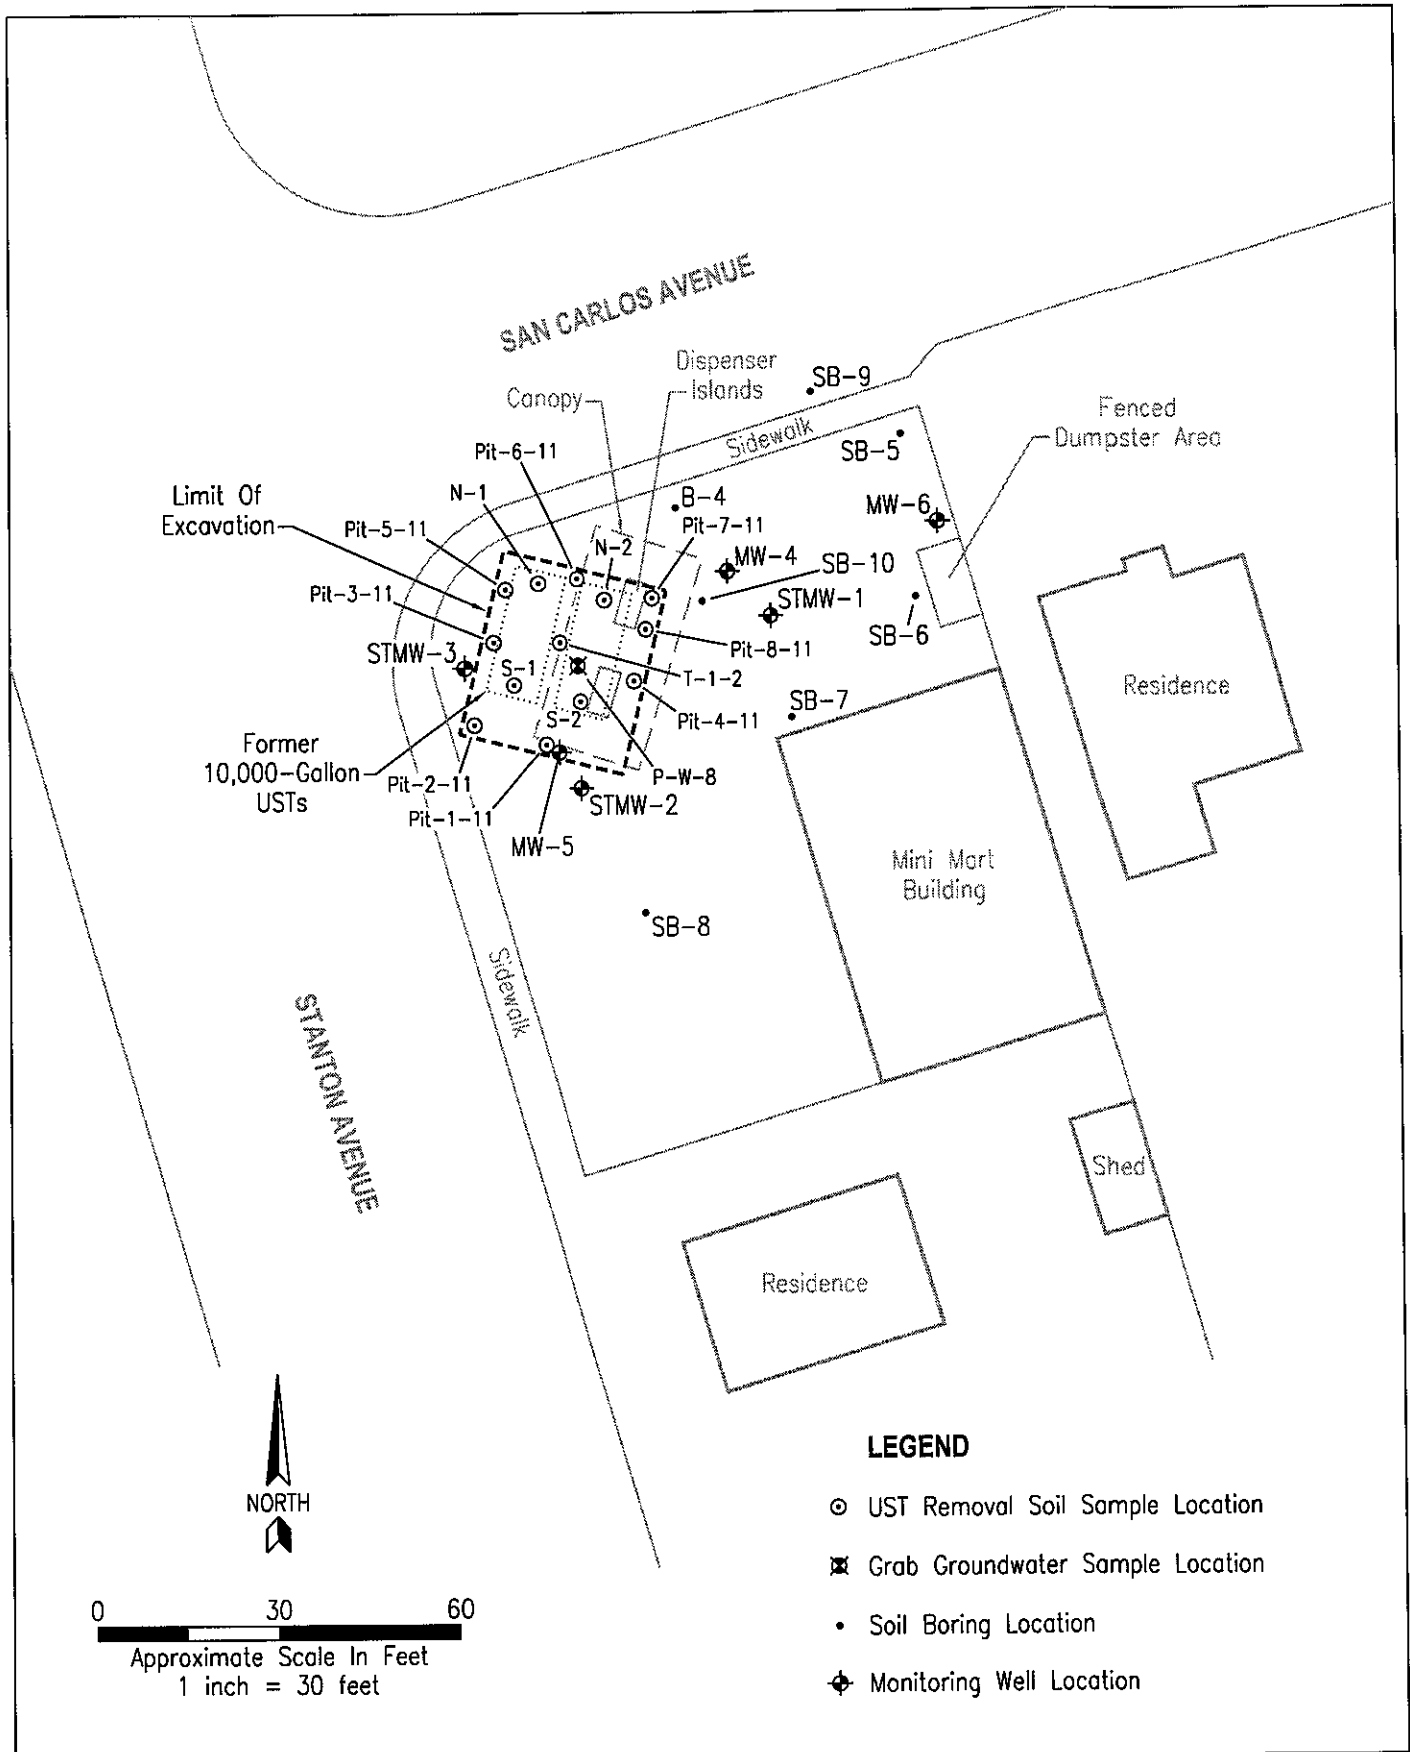 SAN CARLOS AVENUE
Dispenser
Islands
Canopy
SB-9
Sidewalk
SB-5
Fenced
Dumpster Area
Pit-6-11
N-1
Limit Of
Excavation
Pit-5-11
B-4
Pit-7-11
MW-6
N-2
MW-4
SB-10
Pit-3-11
STMW-1
SB-6
STMW-3
Pit-8-11
S-1
T-1-2
Residence
SB-7
S-2
Pit-4-11
Former
10,000-Gallon
USTs
Pit-2-11
P-W-8
Pit-1-11
STMW-2
MW-5
Mini Mart
Building
SB-8
Sidewalk
STANTON AVENUE
Shed
Residence
LEGEND
NORTH
UST Removal Soil Sample Location
Grab Groundwater Sample Location
Soil Boring Location
Monitoring Well Location
0 30 60
Approximate Scale In Feet
1 inch = 30 feet